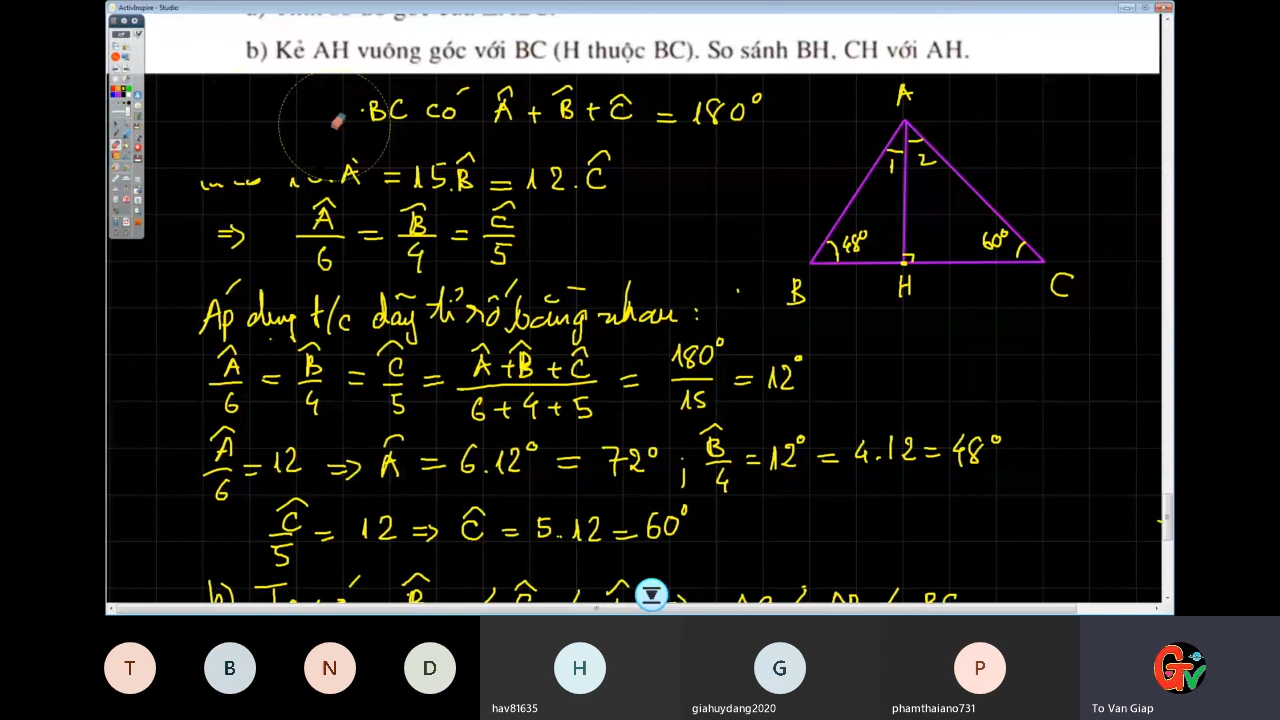 ActivInspire - Studio
b) Kẻ AH vuông góc với BC (H thuộc BC). So sánh BH, CH với AH.
BC có Â + B̂ + Ĉ = 180°
A = 15.B̂ = 12.Ĉ
⇒ Â/6 = B̂/4 = Ĉ/5
Áp dụng t/c dãy tỉ số bằng nhau :
Â/6 = B̂/4 = Ĉ/5 = (Â + B̂ + Ĉ)/(6 + 4 + 5) = 180°/15 = 12°
Â/6 = 12 ⇒ Â = 6.12° = 72° ; B̂/4 = 12° = 4.12 = 48°
Ĉ/5 = 12 ⇒ Ĉ = 5.12 = 60°
A
1 2
48° 60°
B H C
T B N D H G P
hav81635 giahuydang2020 phamthaiano731 To Van Giap